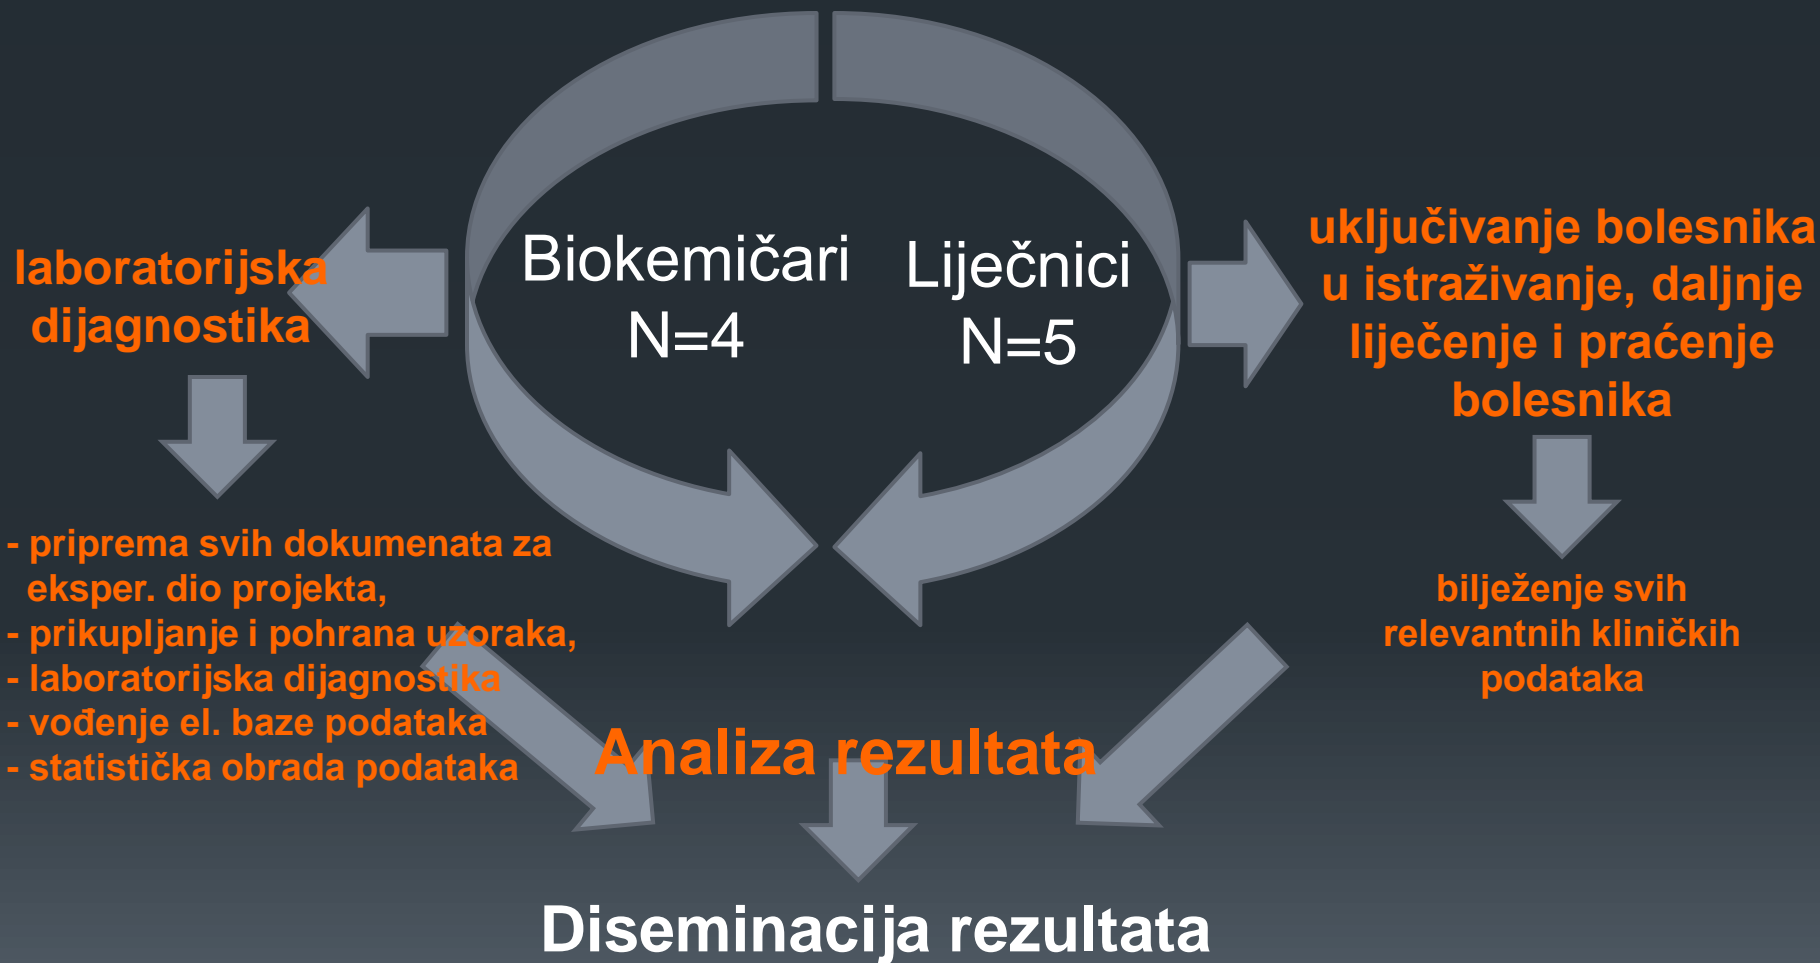 Biokemičari
N=4
Liječnici
N=5
laboratorijska
dijagnostika
uključivanje bolesnika
u istraživanje, daljnje
liječenje i praćenje
bolesnika
- priprema svih dokumenata za
eksper. dio projekta,
- prikupljanje i pohrana uzoraka,
- laboratorijska dijagnostika
- vođenje el. baze podataka
- statistička obrada podataka
bilježenje svih
relevantnih kliničkih
podataka
Analiza rezultata
Diseminacija rezultata